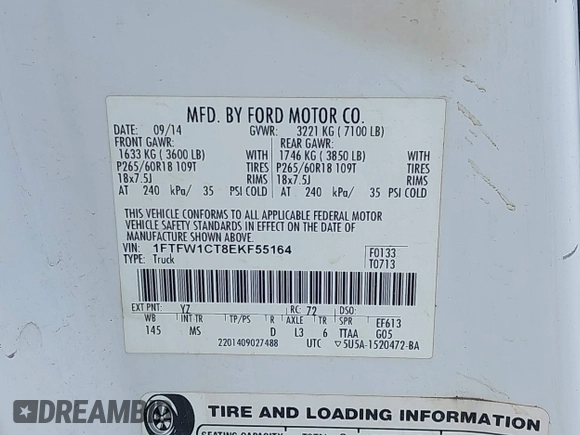 MFD. BY FORD MOTOR CO.
DATE: 09/14 GVWR: 3221 KG ( 7100 LB)
FRONT GAWR: REAR GAWR:
1633 KG ( 3600 LB) WITH 1746 KG ( 3850 LB) WITH
P265/60R18 109T TIRES P265/60R18 109T TIRES
18x7.5J RIMS 18x7.5J RIMS
AT 240 kPa/ 35 PSI COLD AT 240 kPa/ 35 PSI COLD
THIS VEHICLE CONFORMS TO ALL APPLICABLE FEDERAL MOTOR
VEHICLE SAFETY STANDARDS IN EFFECT ON THE DATE OF
MANUFACTURE SHOWN ABOVE.
VIN: 1FTFW1CT8EKF55164 F0133
TYPE: Truck T0713
EXT PNT: YZ RC: 72 DSO:
WB INT TR TP/PS R AXLE TR SPR EF613
145 MS D L3 6 TTAA G05
2201409027488 UTC 5U5A-1520472-BA
TIRE AND LOADING INFORMATION
SEATING CAPACITY
DREAMB